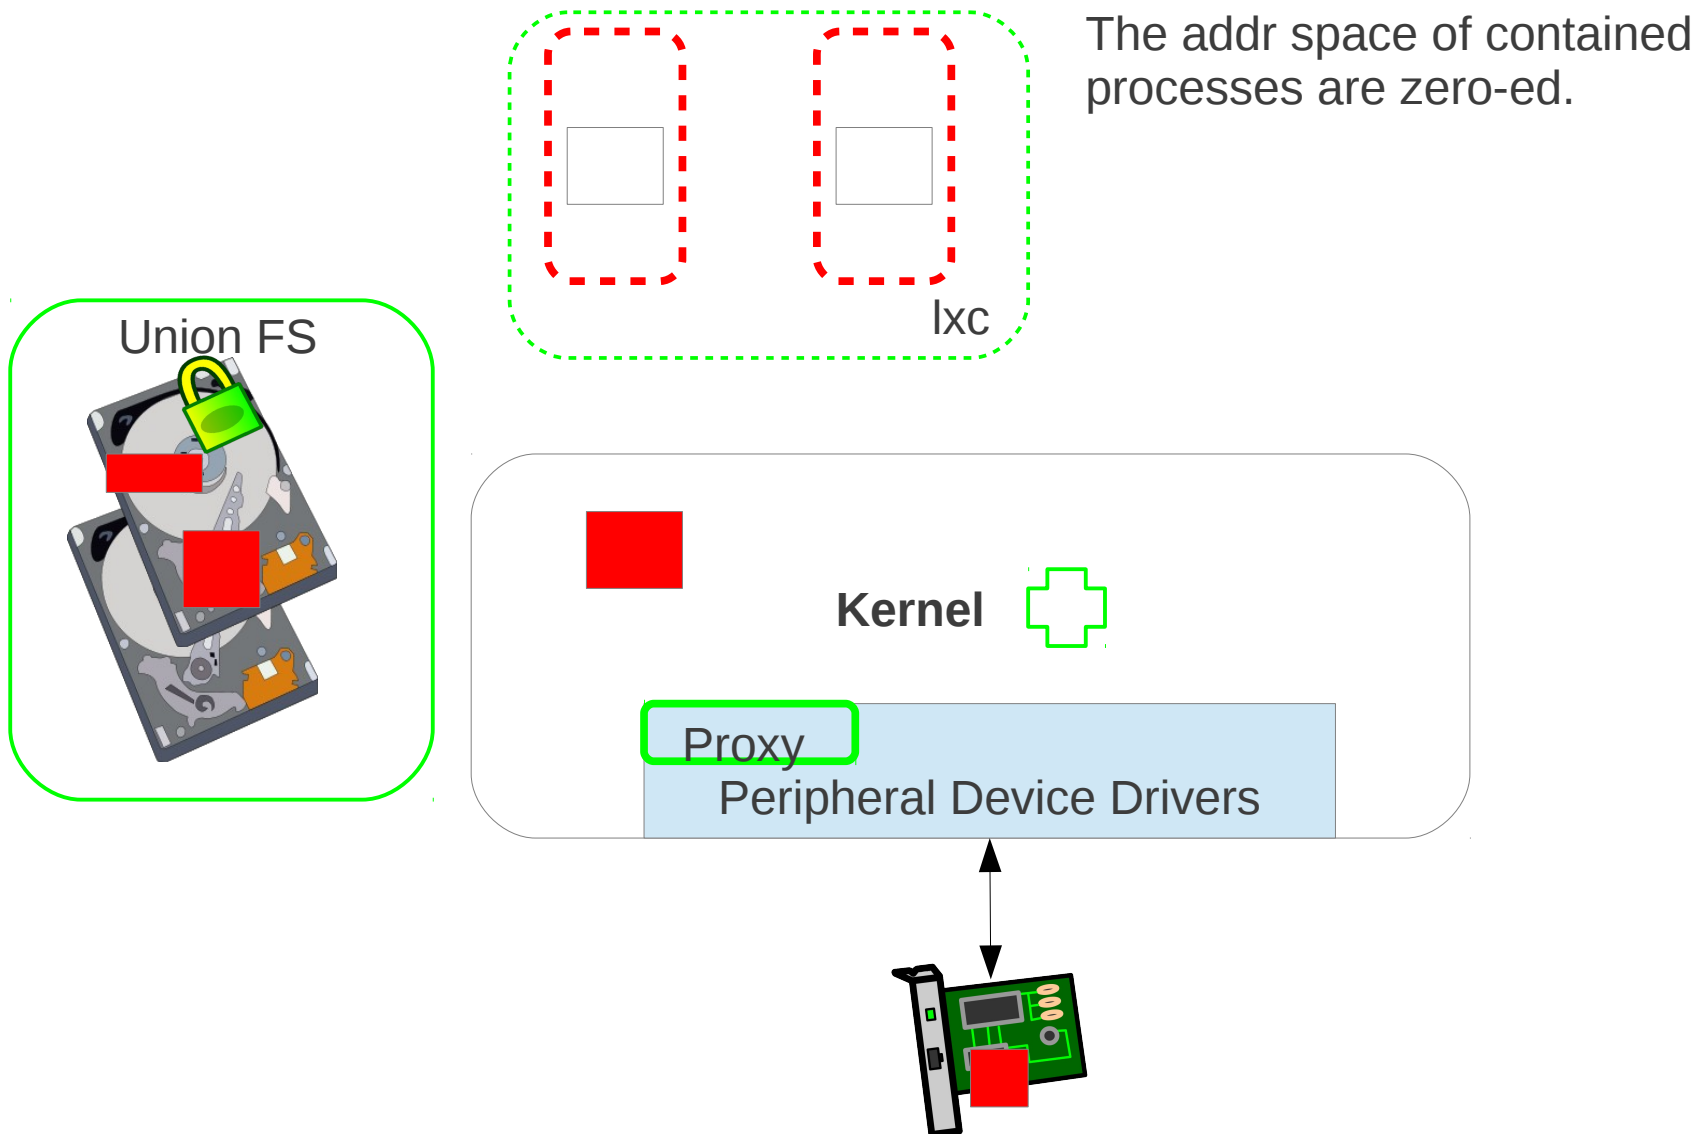 The addr space of contained
processes are zero-ed.
lxc
Union FS
Kernel
Proxy
Peripheral Device Drivers